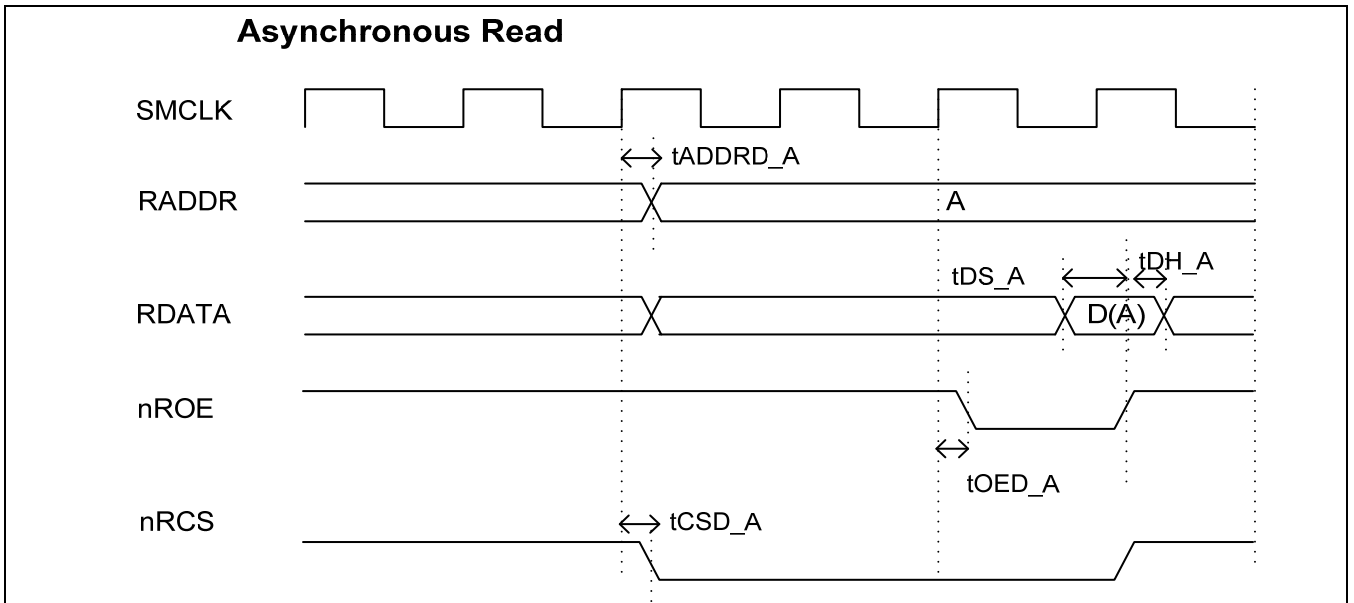 Asynchronous Read
SMCLK
tADDRD_A
RADDR
A
tDH_A
tDS_A
RDATA
D(A)
nROE
tOED_A
nRCS
tCSD_A